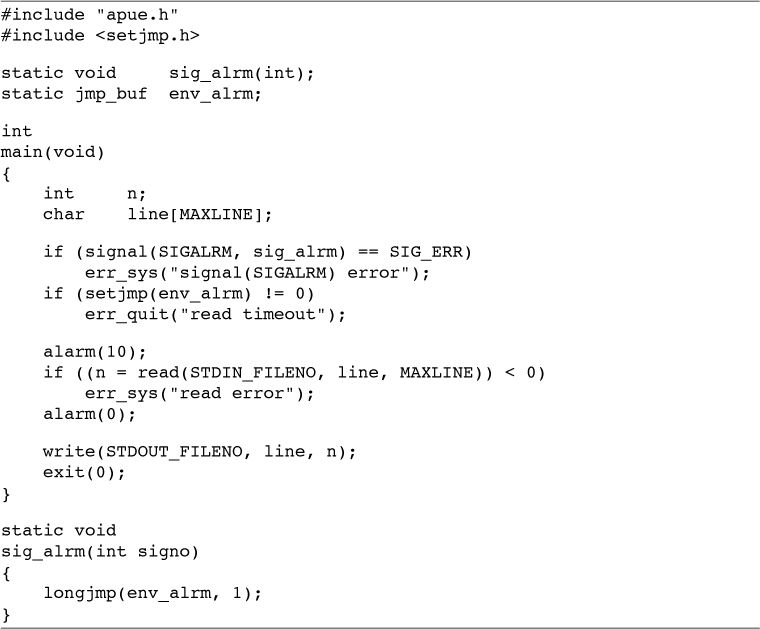 #include "apue.h"
#include <setjmp.h>

static void     sig_alrm(int);
static jmp_buf  env_alrm;

int
main(void)
{
    int     n;
    char    line[MAXLINE];

    if (signal(SIGALRM, sig_alrm) == SIG_ERR)
        err_sys("signal(SIGALRM) error");
    if (setjmp(env_alrm) != 0)
        err_quit("read timeout");

    alarm(10);
    if ((n = read(STDIN_FILENO, line, MAXLINE)) < 0)
        err_sys("read error");
    alarm(0);

    write(STDOUT_FILENO, line, n);
    exit(0);
}

static void
sig_alrm(int signo)
{
    longjmp(env_alrm, 1);
}